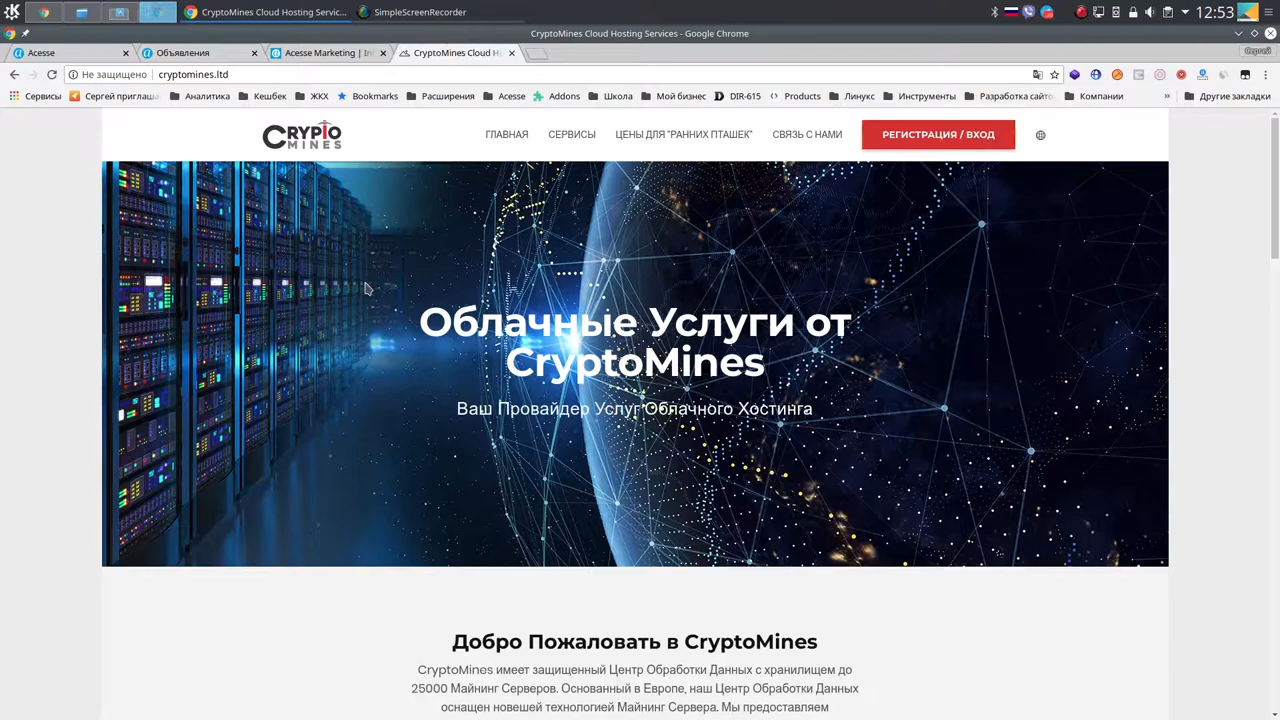 CryptoMines Cloud Hosting Servic...
SimpleScreenRecorder
12:53
CryptoMines Cloud Hosting Services - Google Chrome
Acesse
Объявления
Acesse Marketing | In
CryptoMines Cloud H
Сергей
Не защищено
cryptomines.ltd
Сервисы
Сергей приглаша
Аналитика
Кешбек
ЖКХ
Bookmarks
Расширения
Acesse
Addons
Школа
Мой бизнес
DIR-615
Products
Линукс
Инструменты
Разработка сайто
Компании
»
Другие закладки
CRYPTO
MINES
ГЛАВНАЯ
СЕРВИСЫ
ЦЕНЫ ДЛЯ "РАННИХ ПТАШЕК"
СВЯЗЬ С НАМИ
РЕГИСТРАЦИЯ / ВХОД
Облачные Услуги от
CryptoMines
Ваш Провайдер Услуг Облачного Хостинга
Добро Пожаловать в CryptoMines
CryptoMines имеет защищенный Центр Обработки Данных с хранилищем до
25000 Майнинг Серверов. Основанный в Европе, наш Центр Обработки Данных
оснащен новейшей технологией Майнинг Сервера. Мы предоставляем